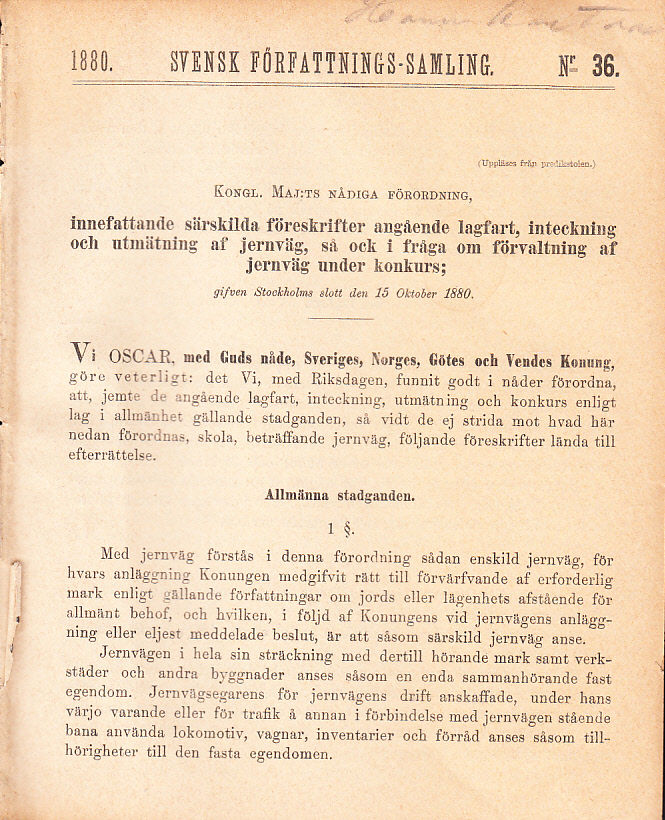 1880. SVENSK FÖRFATTNINGS-SAMLING. Nr 36.
(Uppläses från predikstolen.)
KONGL. MAJ:TS NÅDIGA FÖRORDNING,
innefattande särskilda föreskrifter angående lagfart, inteckning
och utmätning af jernväg, så ock i fråga om förvaltning af
jernväg under konkurs;
gifven Stockholms slott den 15 Oktober 1880.
Vi OSCAR, med Guds nåde, Sveriges, Norges, Götes och Vendes Konung,
göre veterligt: det Vi, med Riksdagen, funnit godt i nåder förordna,
att, jemte de angående lagfart, inteckning, utmätning och konkurs enligt
lag i allmänhet gällande stadganden, så vidt de ej strida mot hvad här
nedan förordnas, skola, beträffande jernväg, följande föreskrifter lända till
efterrättelse.
Allmänna stadganden.
1 §.
Med jernväg förstås i denna förordning sådan enskild jernväg, för
hvars anläggning Konungen medgifvit rätt till förvärfvande af erforderlig
mark enligt gällande författningar om jords eller lägenhets afstående för
allmänt behof, och hvilken, i följd af Konungens vid jernvägens anlägg-
ning eller eljest meddelade beslut, är att såsom särskild jernväg anse.
Jernvägen i hela sin sträckning med dertill hörande mark samt verk-
städer och andra byggnader anses såsom en enda sammanhörande fast
egendom. Jernvägsegarens för jernvägens drift anskaffade, under hans
värjo varande eller för trafik å annan i förbindelse med jernvägen stående
bana använda lokomotiv, vagnar, inventarier och förråd anses såsom till-
hörigheter till den fasta egendomen.